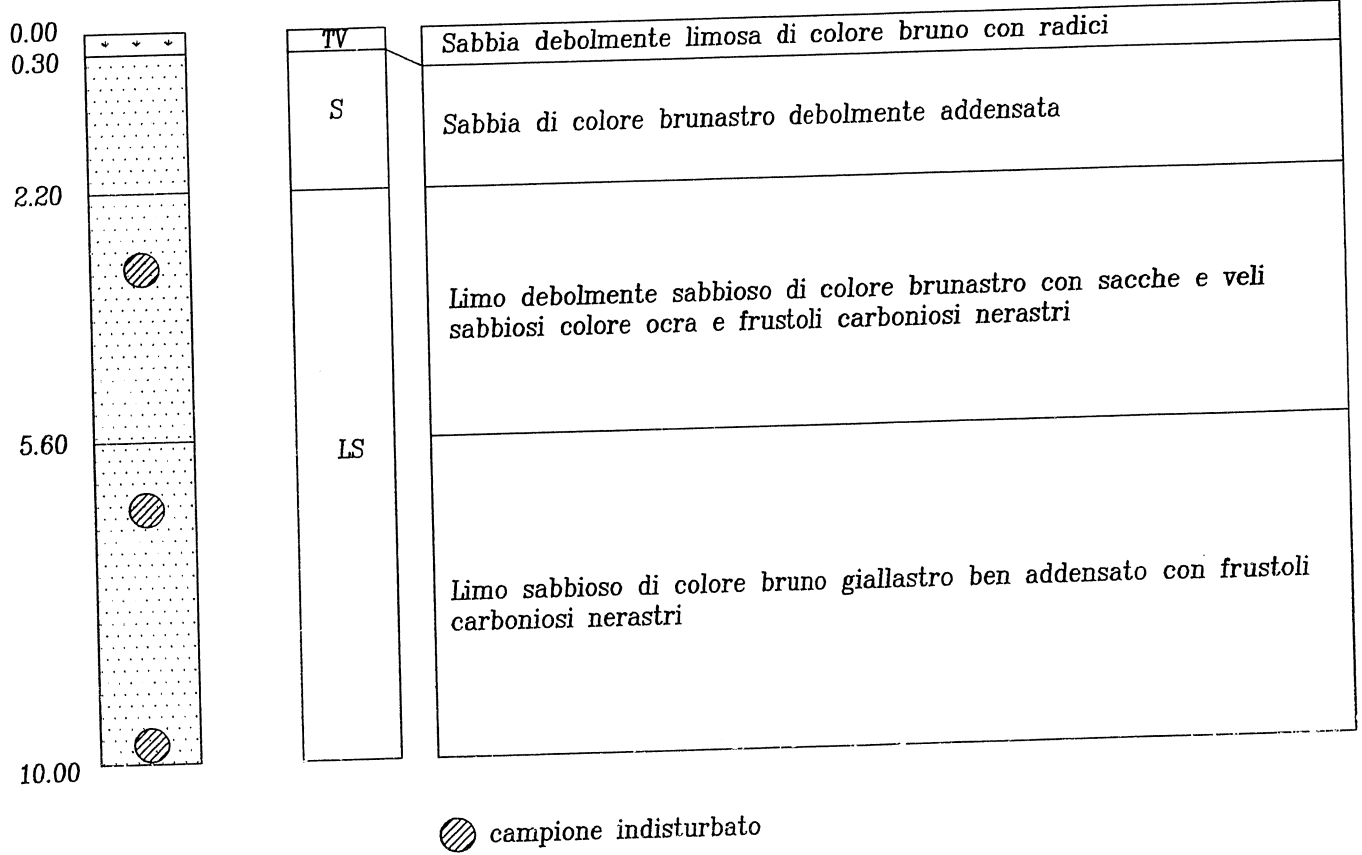 0.00
TV
Sabbia debolmente limosa di colore bruno con radici
0.30
S
Sabbia di colore brunastro debolmente addensata
2.20
Limo debolmente sabbioso di colore brunastro con sacche e veli
sabbiosi colore ocra e frustoli carboniosi nerastri
5.60
LS
Limo sabbioso di colore bruno giallastro ben addensato con frustoli
carboniosi nerastri
10.00
campione indisturbato